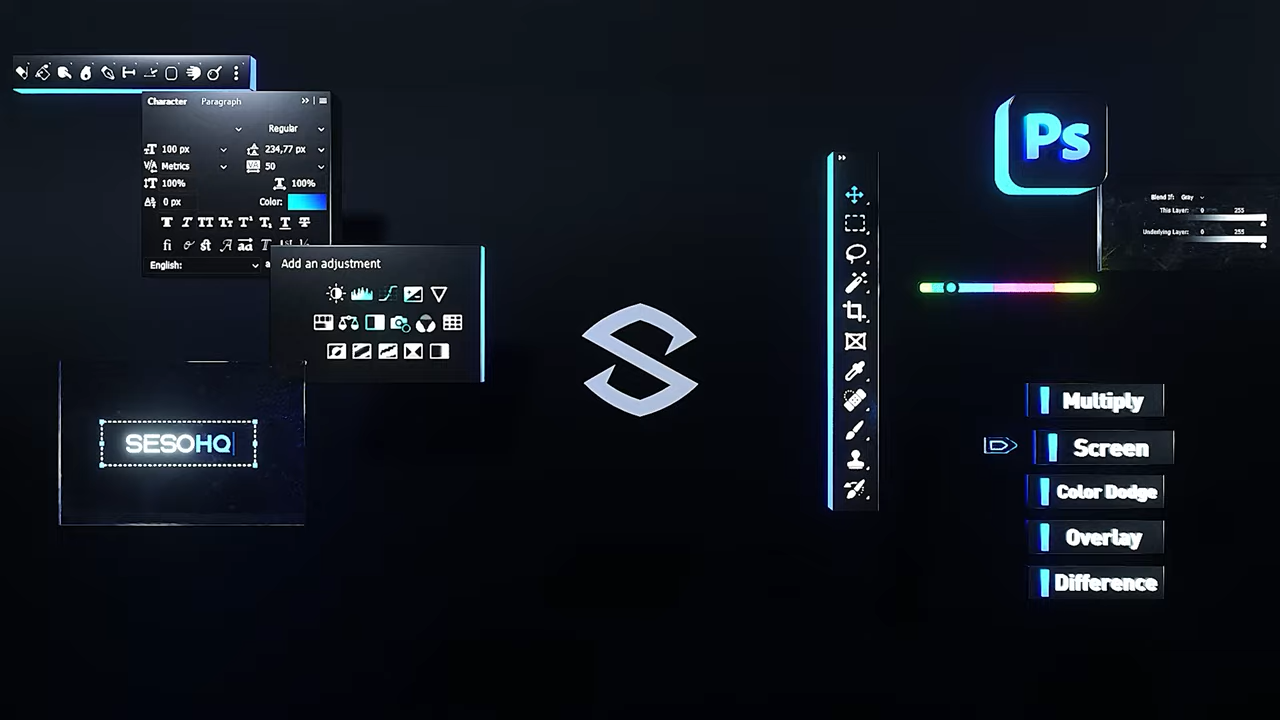 Character Paragraph
Regular
100 px 234,77 px
Metrics 50
100% 100%
0 px Color:
English:
Add an adjustment
SESOHQ
Ps
Blend If: Gray
This Layer: 0 255
Underlying Layer: 0 255
Multiply
Screen
Color Dodge
Overlay
Difference